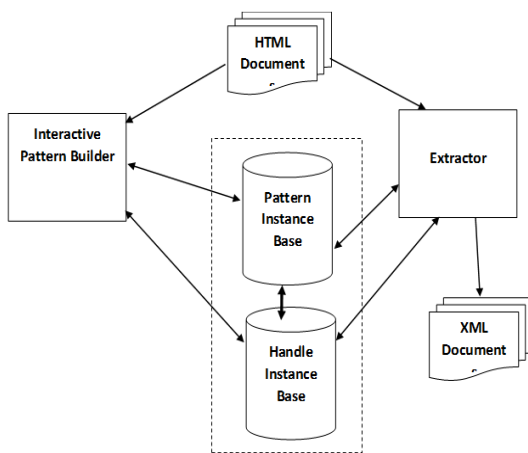 HTML
Document
Interactive
Pattern Builder
Extractor
Pattern
Instance
Base
Handle
Instance
Base
XML
Document